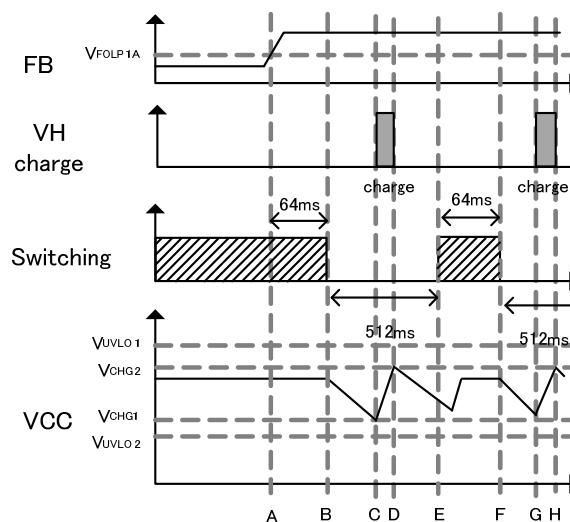 FB
VFOLP1A
VH
charge
charge
charge
64ms
64ms
Switching
512ms
512ms
VCC
VUVLO1
VCHG2
VCHG1
VUVLO2
A B C D E F G H